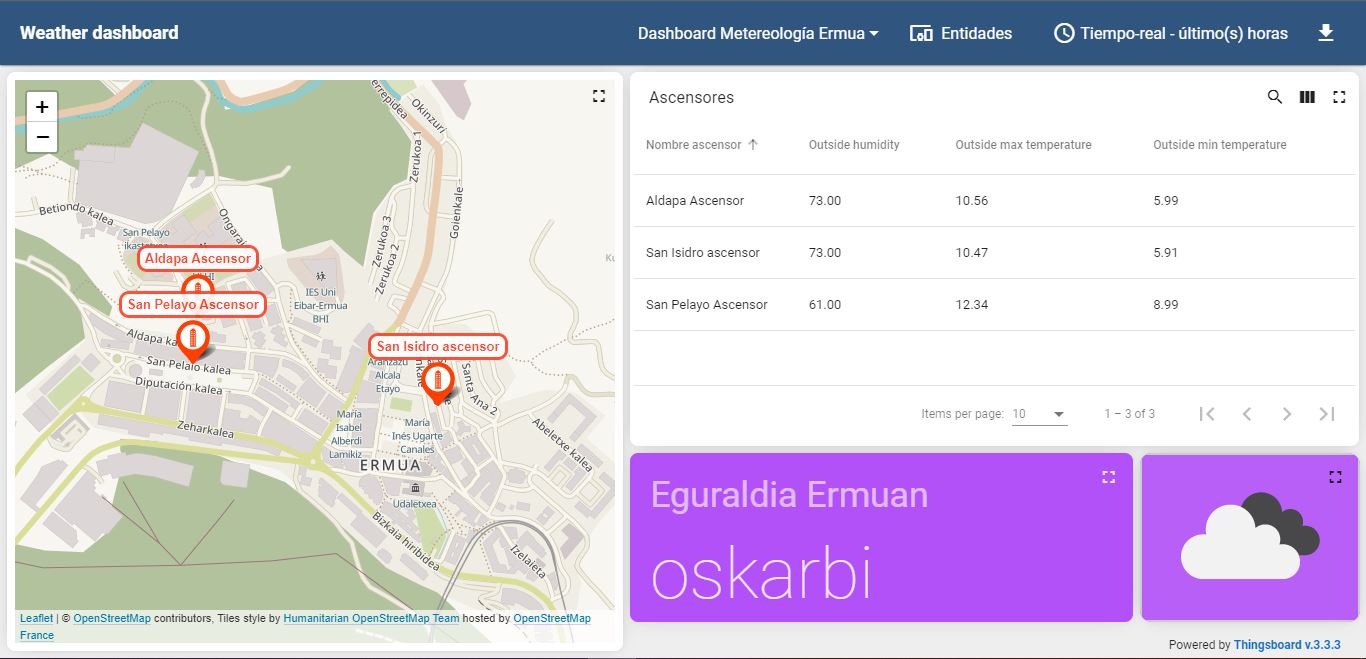 Weather dashboard
Dashboard Metereología Ermua
Entidades
Tiempo-real - último(s) horas
+
−
errepidea
Okinzuri
Zerukoa 1
Goienkale
Zerukoa 3
Zerukoa 2
Betiondo kalea
Ongarai
San Pelayo
ikastetxea
Aldapa Ascensor
San Pelayo Ascensor
IES Uni
Eibar-Ermua
BHI
Aldapa ka
San Pelaio kalea
Diputación kalea
San Isidro ascensor
Aranzazu
Alcala
Etayo
Santa Ana 2
Zeharkalea
María
Isabel
Alberdi
Lamikiz
María
Inés Ugarte
Canales
Abeletxe kalea
ERMUA
Udaletxea
Bizkaia hiribidea
Izelaieta
Leaflet | © OpenStreetMap contributors, Tiles style by Humanitarian OpenStreetMap Team hosted by OpenStreetMap
France
Ascensores
Nombre ascensor Outside humidity Outside max temperature Outside min temperature
Aldapa Ascensor 73.00 10.56 5.99
San Isidro ascensor 73.00 10.47 5.91
San Pelayo Ascensor 61.00 12.34 8.99
Items per page: 10 1 – 3 of 3
Eguraldia Ermuan
oskarbi
Powered by Thingsboard v.3.3.3